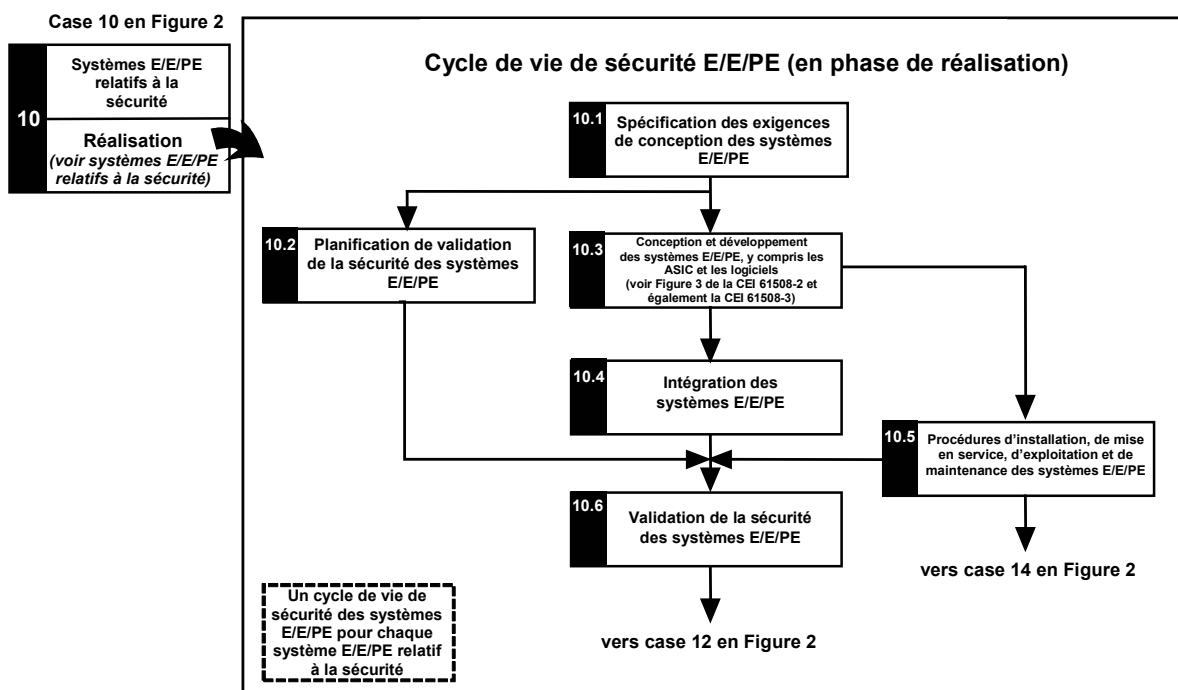 Case 10 en Figure 2
10
Systèmes E/E/PE
relatifs à la
sécurité
Réalisation
(voir systèmes E/E/PE
relatifs à la sécurité)
Cycle de vie de sécurité E/E/PE (en phase de réalisation)
10.1
Spécification des exigences
de conception des systèmes
E/E/PE
10.2
Planification de validation
de la sécurité des systèmes
E/E/PE
10.3
Conception et développement
des systèmes E/E/PE, y compris les
ASIC et les logiciels
(voir Figure 3 de la CEI 61508-2 et
également la CEI 61508-3)
10.4
Intégration des
systèmes E/E/PE
10.5
Procédures d'installation, de mise
en service, d'exploitation et de
maintenance des systèmes E/E/PE
10.6
Validation de la sécurité
des systèmes E/E/PE
vers case 14 en Figure 2
Un cycle de vie de
sécurité des systèmes
E/E/PE pour chaque
système E/E/PE relatif
à la sécurité
vers case 12 en Figure 2